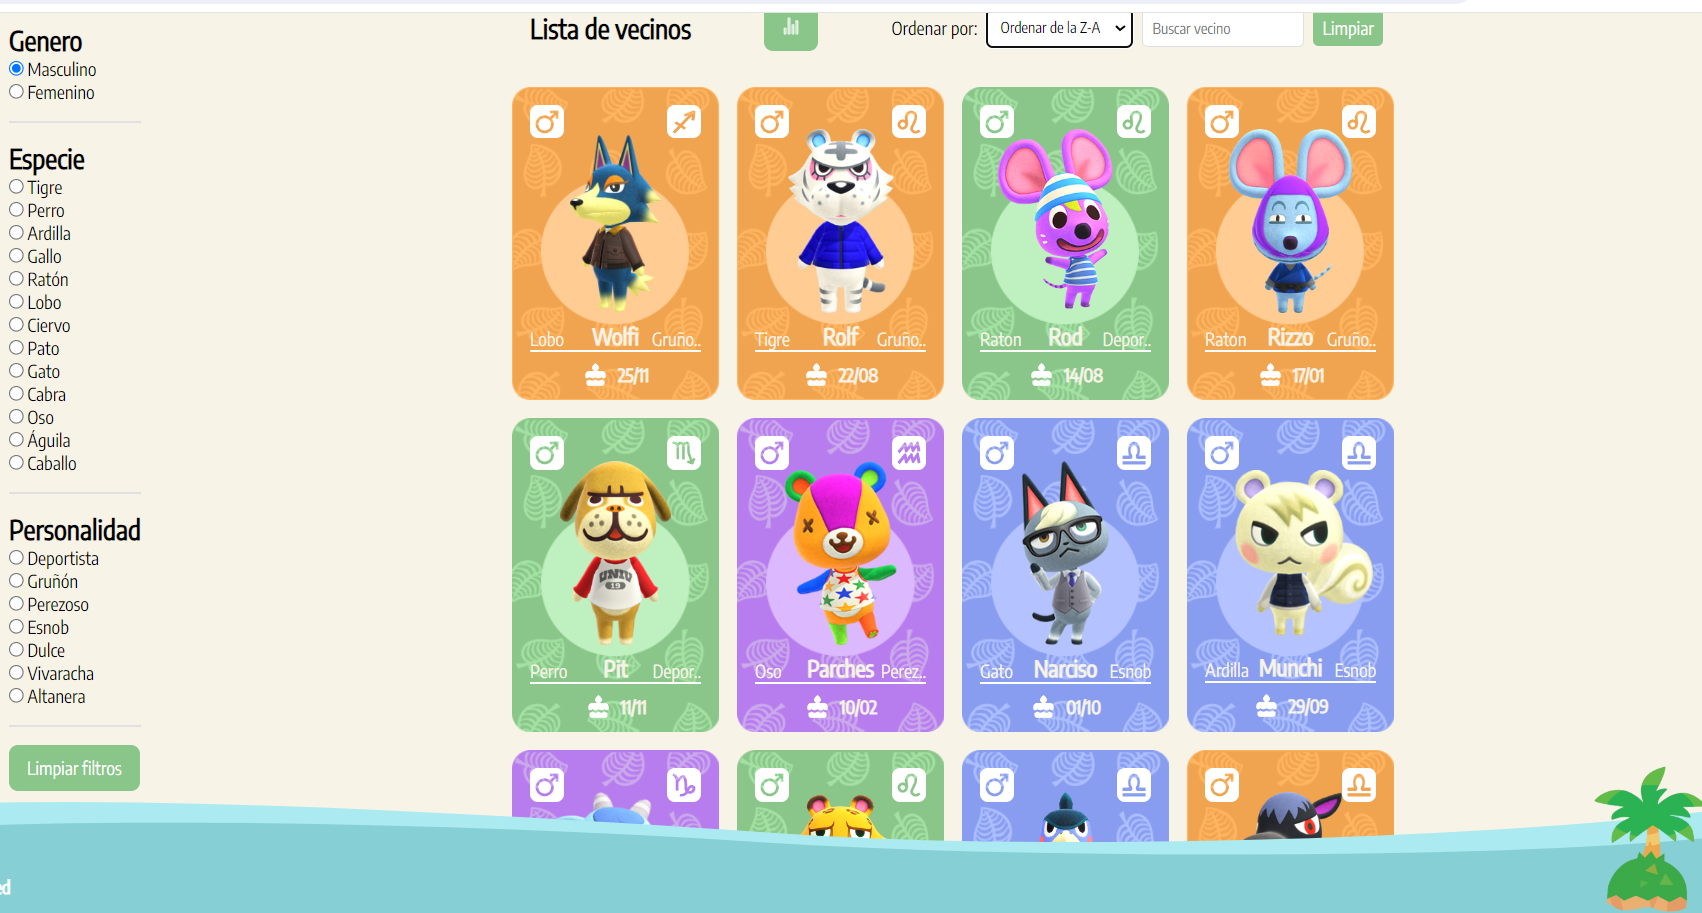 Lista de vecinos
Ordenar por:
Ordenar de la Z-A
Buscar vecino
Limpiar
Genero
Masculino
Femenino
Especie
Tigre
Perro
Ardilla
Gallo
Ratón
Lobo
Ciervo
Pato
Gato
Cabra
Oso
Águila
Caballo
Personalidad
Deportista
Gruñón
Perezoso
Esnob
Dulce
Vivaracha
Altanera
Limpiar filtros
Lobo Wolfi Gruño..
25/11
Tigre Rolf Gruño..
22/08
Raton Rod Depor..
14/08
Raton Rizzo Gruño..
17/01
UNIV
19
Perro Pit Depor..
11/11
Oso Parches Perez..
10/02
Gato Narciso Esnob
01/10
Ardilla Munchi Esnob
29/09
ed